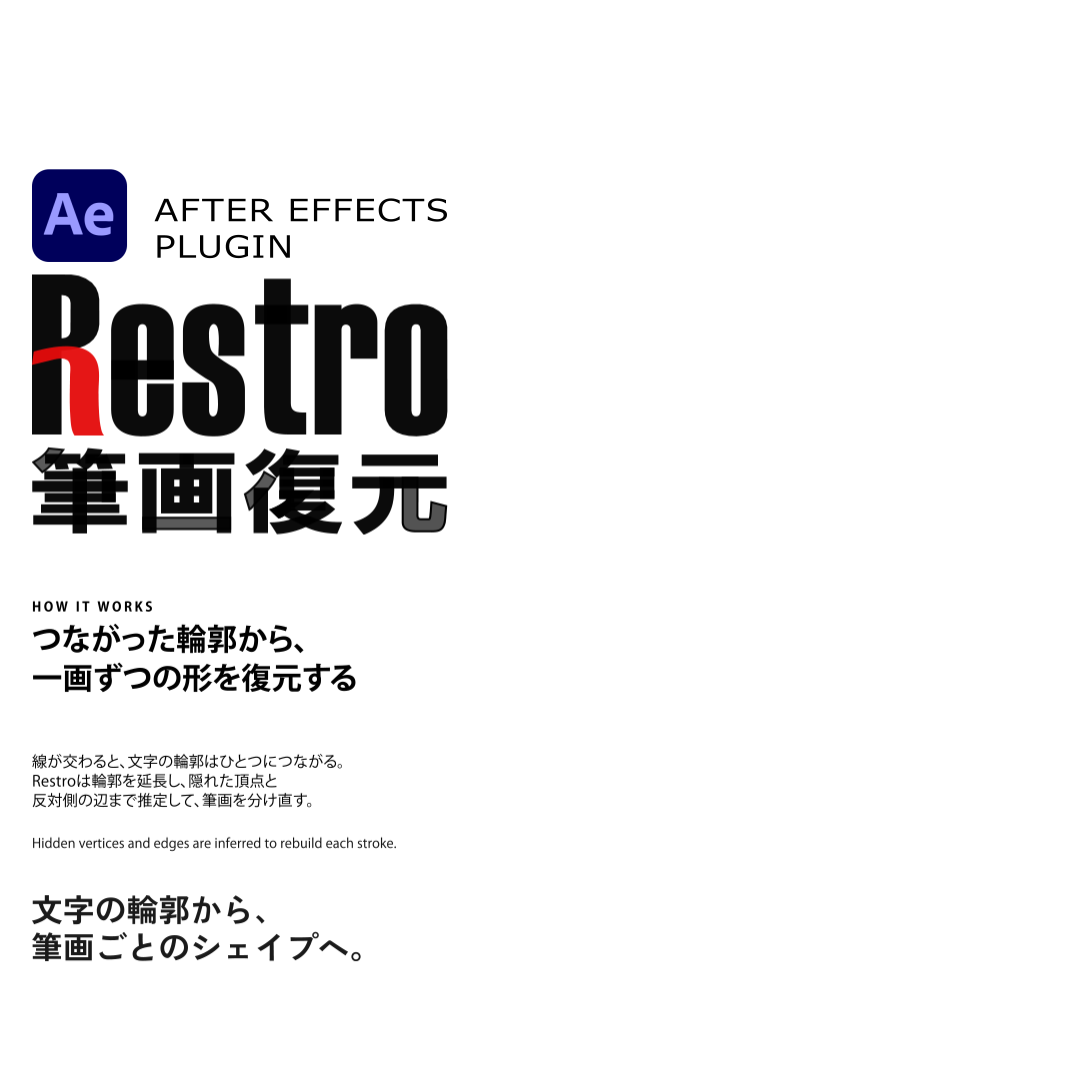 Ae
AFTER EFFECTS
PLUGIN
Restro
筆画復元
HOW IT WORKS
つながった輪郭から、
一画ずつの形を復元する
線が交わると、文字の輪郭はひとつにつながる。
Restroは輪郭を延長し、隠れた頂点と
反対側の辺まで推定して、筆画を分け直す。
Hidden vertices and edges are inferred to rebuild each stroke.
文字の輪郭から、
筆画ごとのシェイプへ。